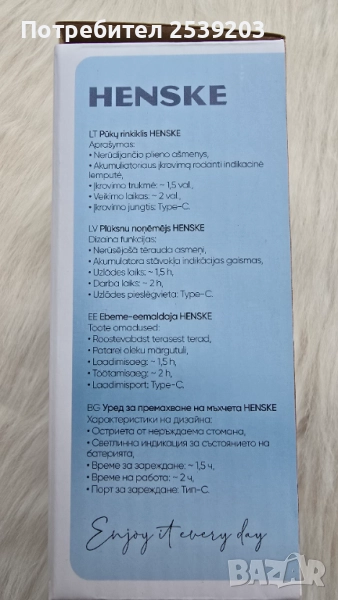 Потребител 2539203
HENSKE
LT Pūkų rinkiklis HENSKE
Aprašymas:
• Nerūdijančio plieno ašmenys,
• Akumuliatoriaus įkrovimą rodanti indikacinė
lemputė,
• Įkrovimo trukmė: ~ 1,5 val.,
• Veikimo laikas: ~ 2 val.,
• Įkrovimo jungtis: Type-C.
LV Plūksnu noņēmējs HENSKE
Dizaina funkcijas:
• Nerūsējošā tērauda asmeņi,
• Akumulatora stāvokļa indikācijas gaismas,
• Uzlādes laiks: ~ 1,5 h,
• Darba laiks: ~ 2 h,
• Uzlādes pieslēgvieta: Type-C.
EE Ebeme-eemaldaja HENSKE
Toote omadused:
• Roostevabast terasest terad,
• Patarei oleku märgutuli,
• Laadimisaeg: ~ 1,5 h,
• Töötamisaeg: ~ 2 h,
• Laadimisport: Type-C.
BG Уред за премахване на мъхчета HENSKE
Характеристики на дизайна:
• Остриета от неръждаема стомана,
• Светлинна индикация за състоянието на
батерията,
• Време за зареждане: ~ 1,5 ч.
• Време на работа: ~ 2 ч,
• Порт за зареждане: Тип-C.
Enjoy it every day
BAZAR